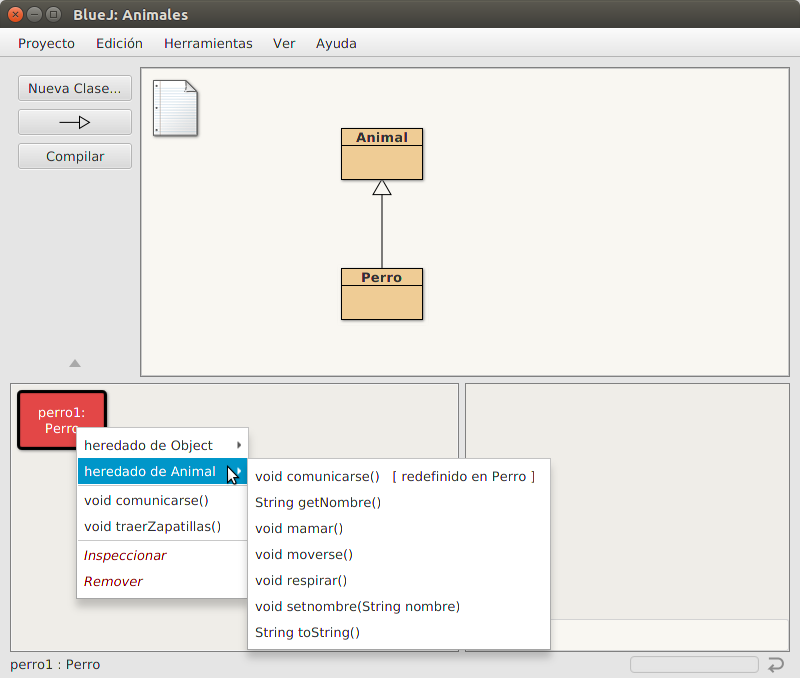 BlueJ: Animales
Proyecto Edición Herramientas Ver Ayuda
Nueva Clase...
Compilar
Animal
Perro
perro1:
Perro
heredado de Object
heredado de Animal
void comunicarse()
void traerZapatillas()
Inspeccionar
Remover
void comunicarse() [ redefinido en Perro ]
String getNombre()
void mamar()
void moverse()
void respirar()
void setnombre(String nombre)
String toString()
perro1 : Perro